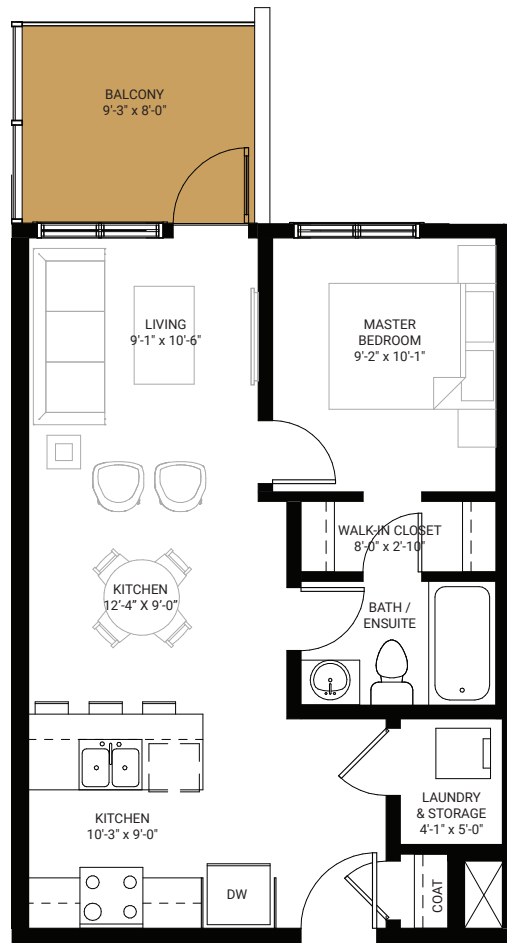 BALCONY
9'-3" x 8'-0"
LIVING
9'-1" x 10'-6"
MASTER
BEDROOM
9'-2" x 10'-1"
WALK-IN CLOSET
8'-0" x 2'-10"
KITCHEN
12'-4” X 9'-0”
BATH /
ENSUITE
LAUNDRY
& STORAGE
4'-1" x 5'-0"
KITCHEN
10'-3" x 9'-0"
DW
COAT